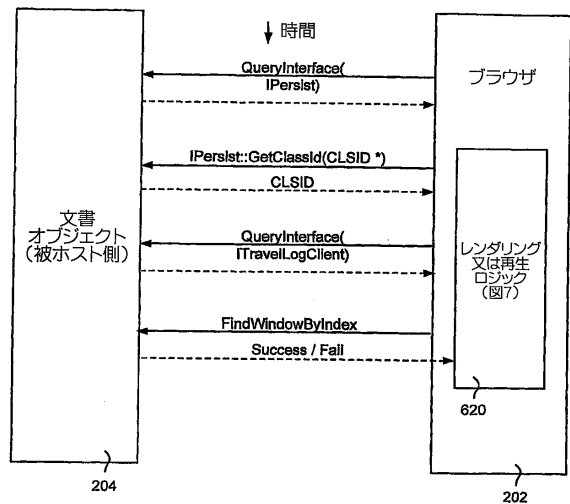 時間
QueryInterface(
IPersist)
ブラウザ
IPersist::GetClassId(CLSID *)
CLSID
文書
オブジェクト
(被ホスト側)
QueryInterface(
ITravelLogClient)
レンダリング
又は再生
ロジック
(図7)
FindWindowByIndex
Success / Fail
620
204
202